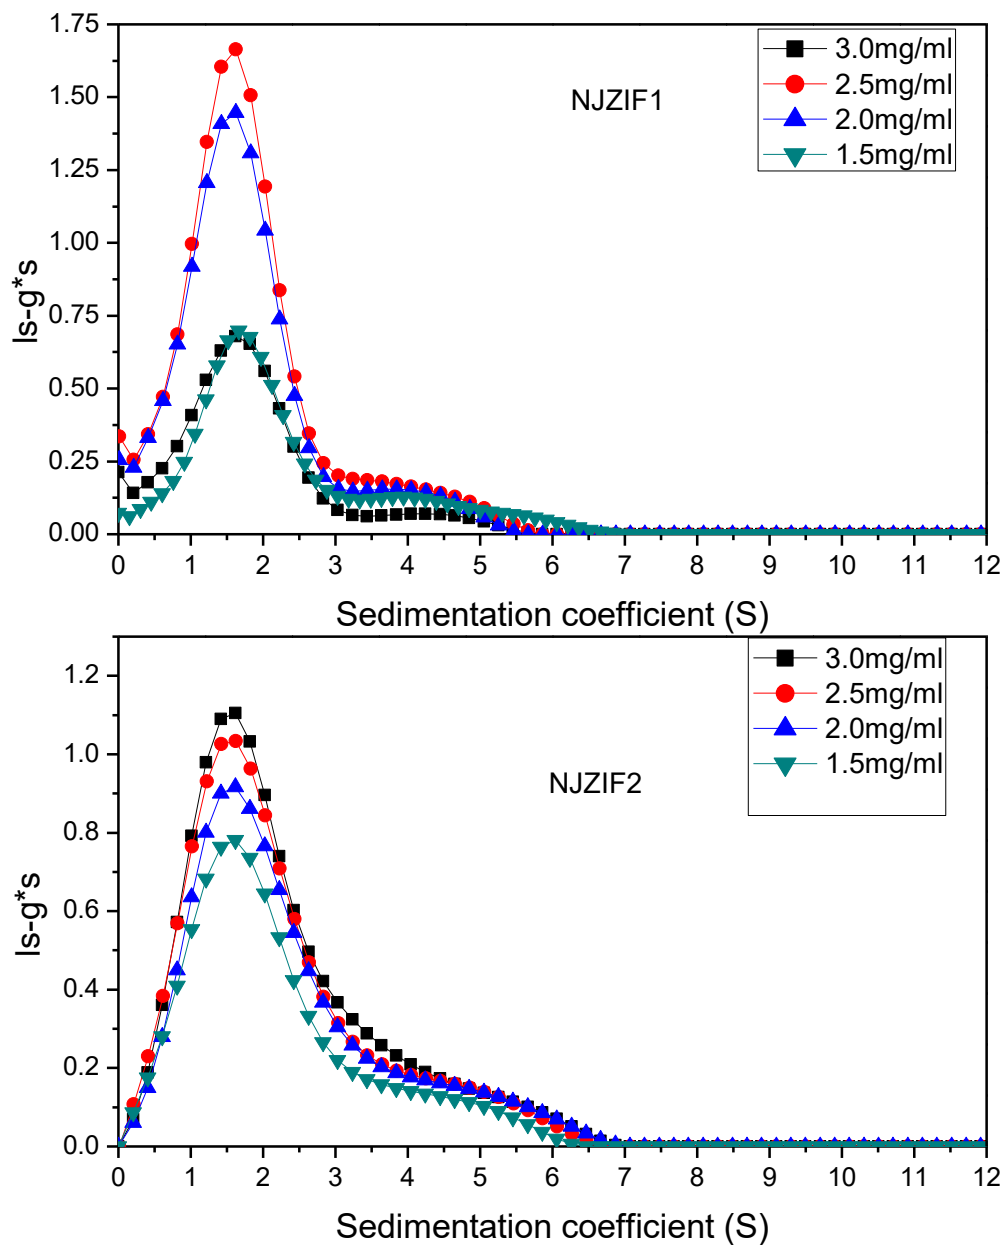 1.75
1.50
1.25
1.00
0.75
0.50
0.25
0.00
ls-g*s
NJZIF1
3.0mg/ml
2.5mg/ml
2.0mg/ml
1.5mg/ml
0 1 2 3 4 5 6 7 8 9 10 11 12
Sedimentation coefficient (S)
1.2
1.0
0.8
0.6
0.4
0.2
0.0
ls-g*s
NJZIF2
3.0mg/ml
2.5mg/ml
2.0mg/ml
1.5mg/ml
0 1 2 3 4 5 6 7 8 9 10 11 12
Sedimentation coefficient (S)